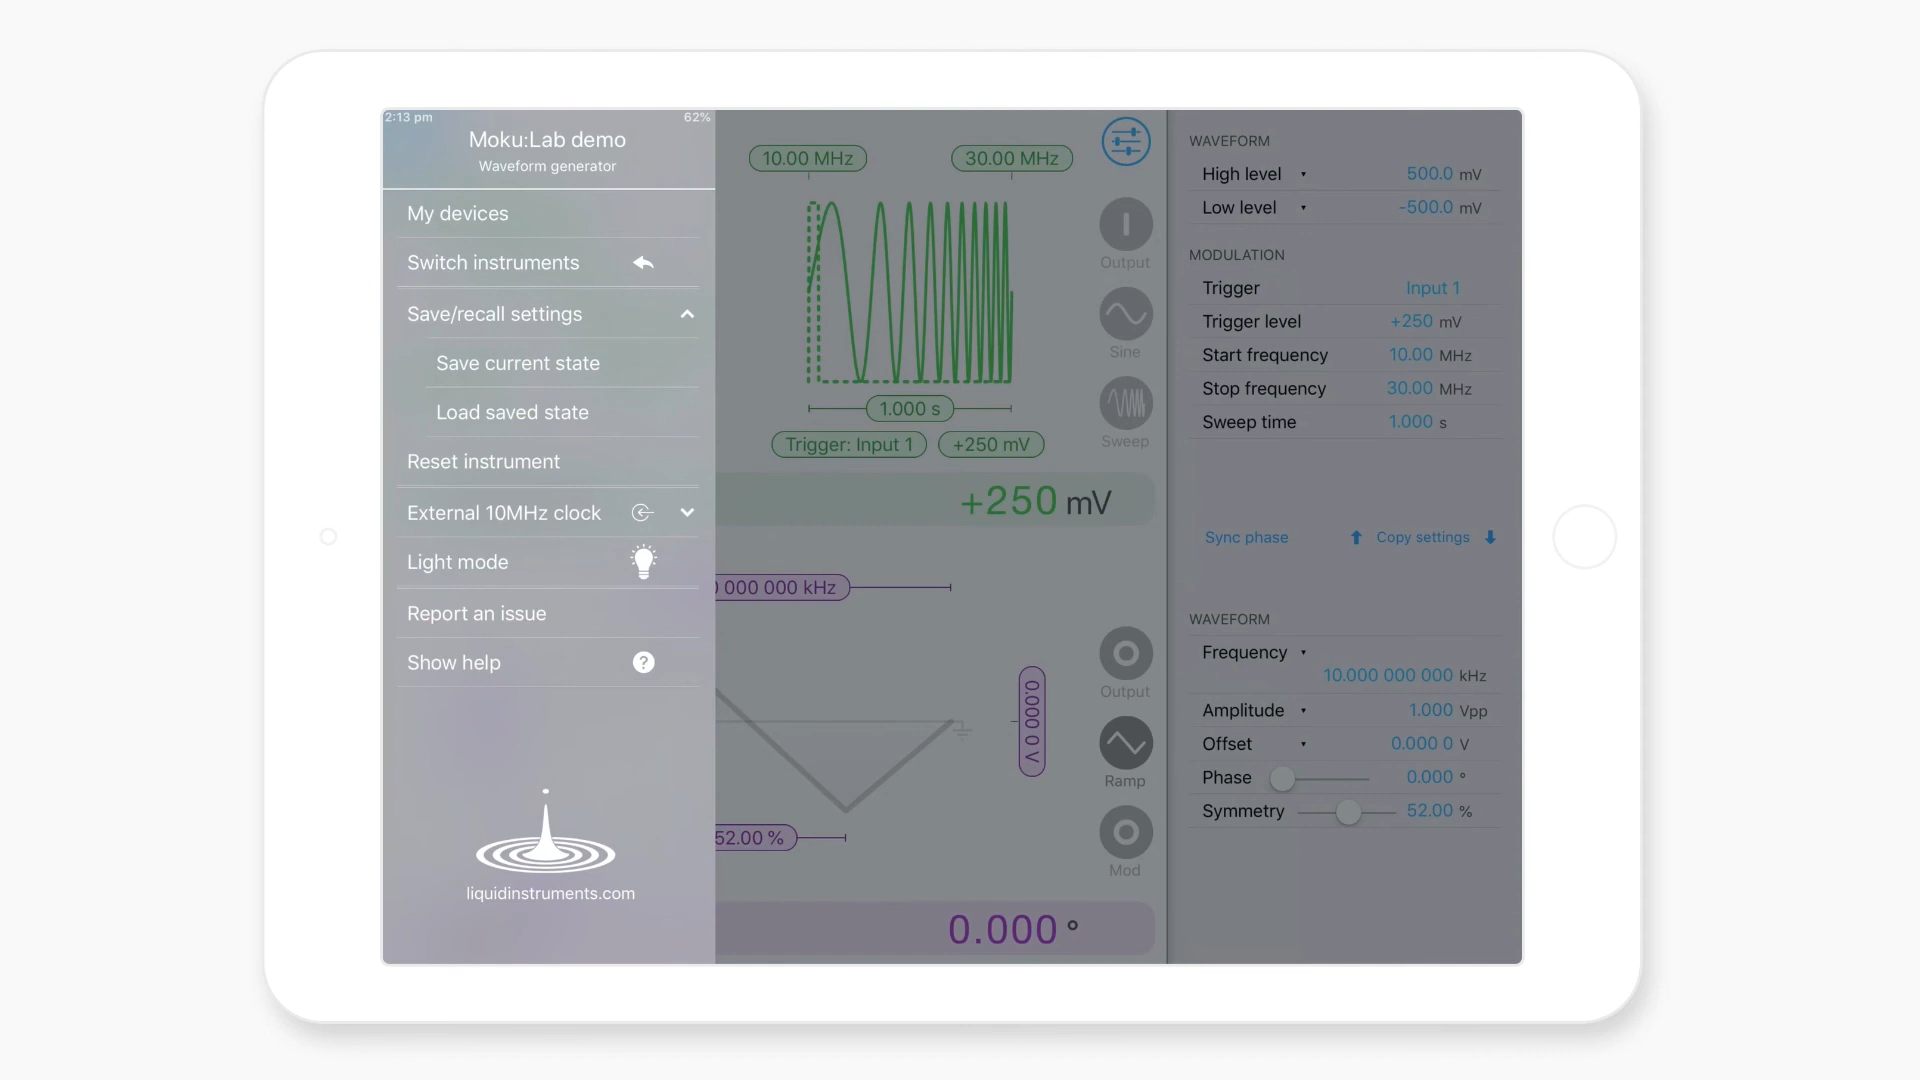 2:13 pm
62%
Moku:Lab demo
Waveform generator
My devices
Switch instruments
Save/recall settings
Save current state
Load saved state
Reset instrument
External 10MHz clock
Light mode
Report an issue
Show help
?
liquidinstruments.com
10.00 MHz
30.00 MHz
1.000 s
Trigger: Input 1
+250 mV
+250 mV
Output
Sine
Sweep
000 000 kHz
0.000 0 V
52.00 %
0.000 °
Output
Ramp
Mod
WAVEFORM
High level 500.0 mV
Low level -500.0 mV
MODULATION
Trigger Input 1
Trigger level +250 mV
Start frequency 10.00 MHz
Stop frequency 30.00 MHz
Sweep time 1.000 s
Sync phase
Copy settings
WAVEFORM
Frequency
10.000 000 000 kHz
Amplitude 1.000 Vpp
Offset 0.000 0 V
Phase 0.000 °
Symmetry 52.00 %